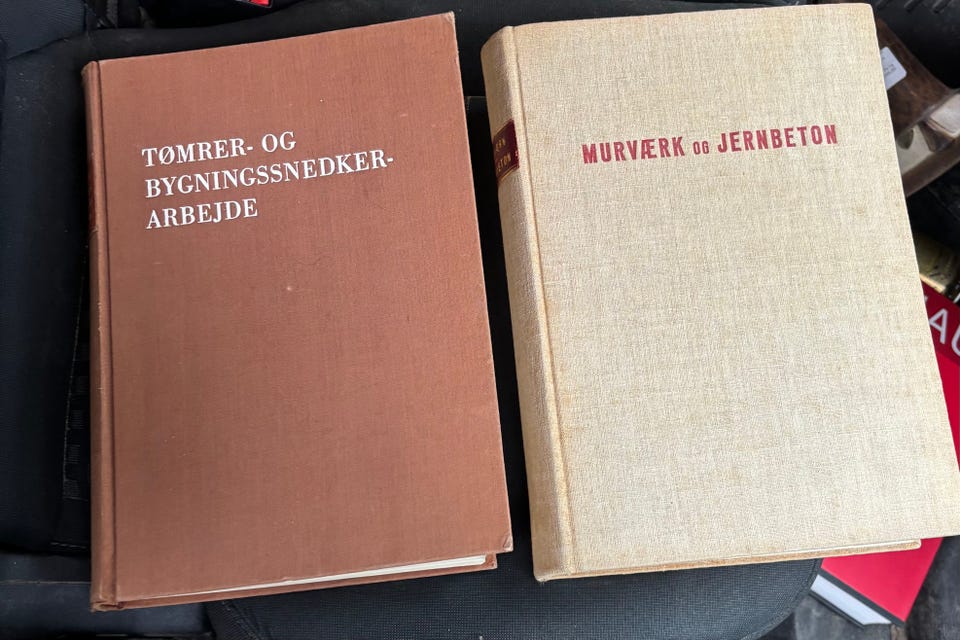 TØMRER- OG
BYGNINGSSNEDKER-
ARBEJDE
MURVÆRK OG JERNBETON